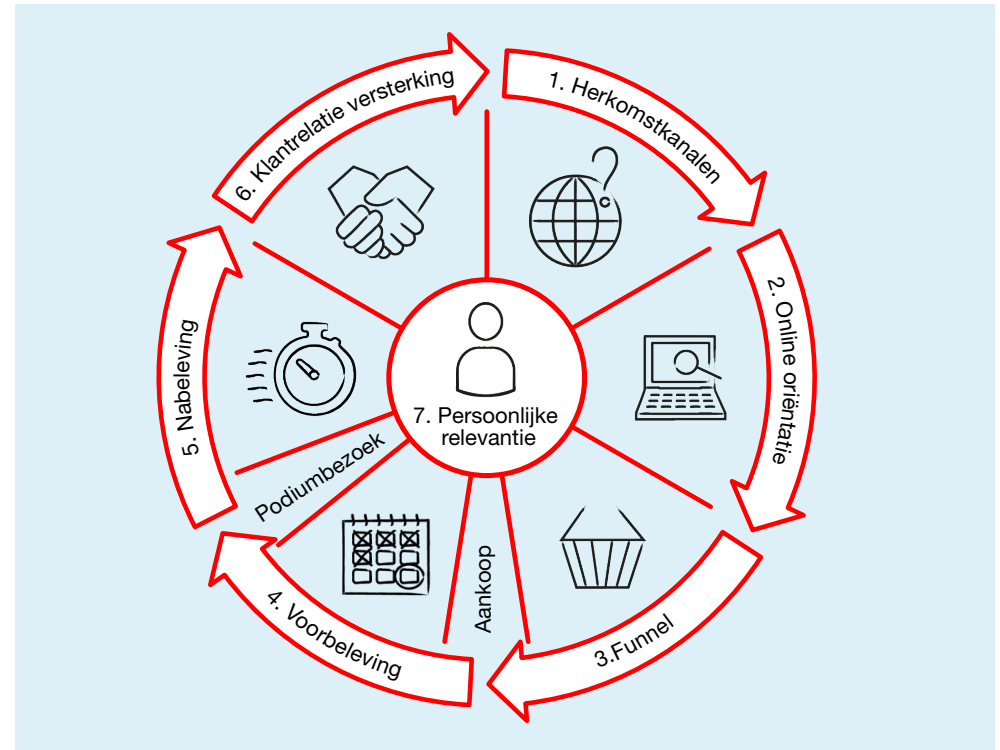 1. Herkomstkanalen
2. Online oriëntatie
3.Funnel
Aankoop
4. Voorbeleving
Podiumbezoek
5. Nabeleving
6. Klantrelatie versterking
7. Persoonlijke
relevantie